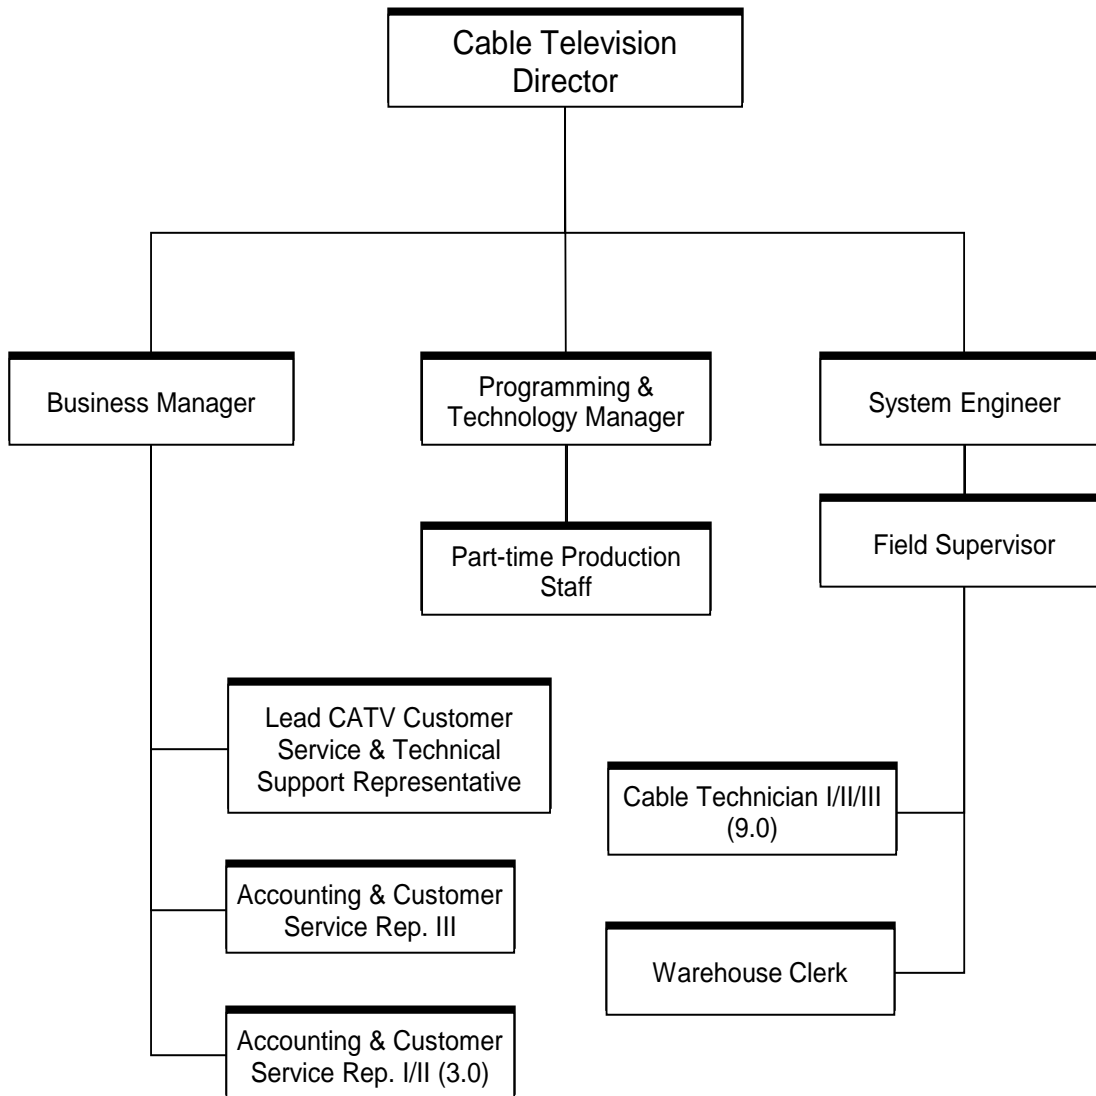 Cable Television
Director
Business Manager
Programming &
Technology Manager
System Engineer
Part-time Production
Staff
Field Supervisor
Lead CATV Customer
Service & Technical
Support Representative
Cable Technician I/II/III
(9.0)
Accounting & Customer
Service Rep. III
Warehouse Clerk
Accounting & Customer
Service Rep. I/II (3.0)